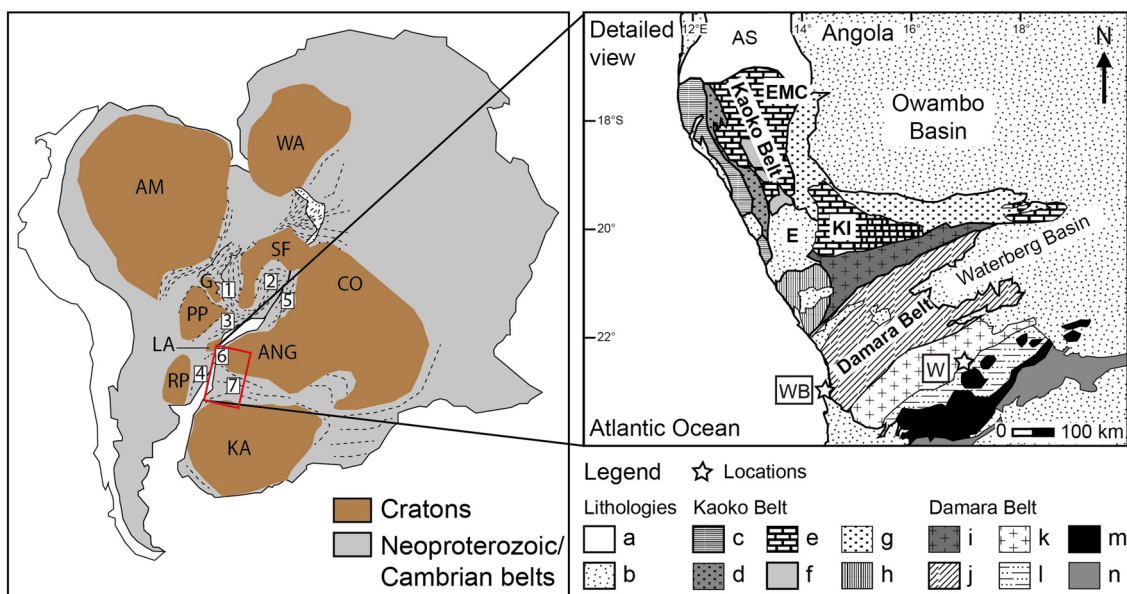 WA
AM
SF
G
1
2
5
CO
PP
3
LA
6
ANG
RP
4
7
KA
Cratons
Neoproterozoic/
Cambrian belts
Detailed
view
12°E
14°
16°
18°
AS
Angola
N
EMC
Kaoko Belt
Owambo
Basin
18°S
20°
22°
E
KI
Waterberg Basin
Damara Belt
W
WB
Atlantic Ocean
0
100 km
Legend
Locations
Lithologies
Kaoko Belt
Damara Belt
a
c
e
g
i
k
m
b
d
f
h
j
l
n